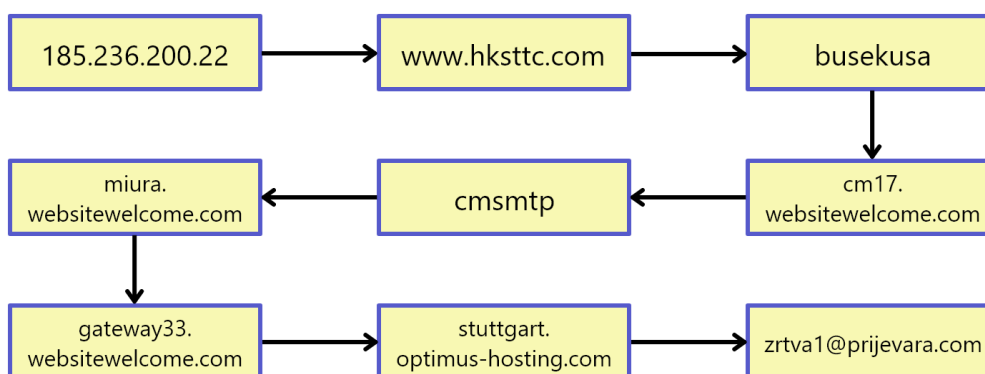 185.236.200.22
www.hksttc.com
busekusa
cm17.
websitewelcome.com
cmsmtp
miura.
websitewelcome.com
gateway33.
websitewelcome.com
stuttgart.
optimus-hosting.com
zrtva1@prijevara.com